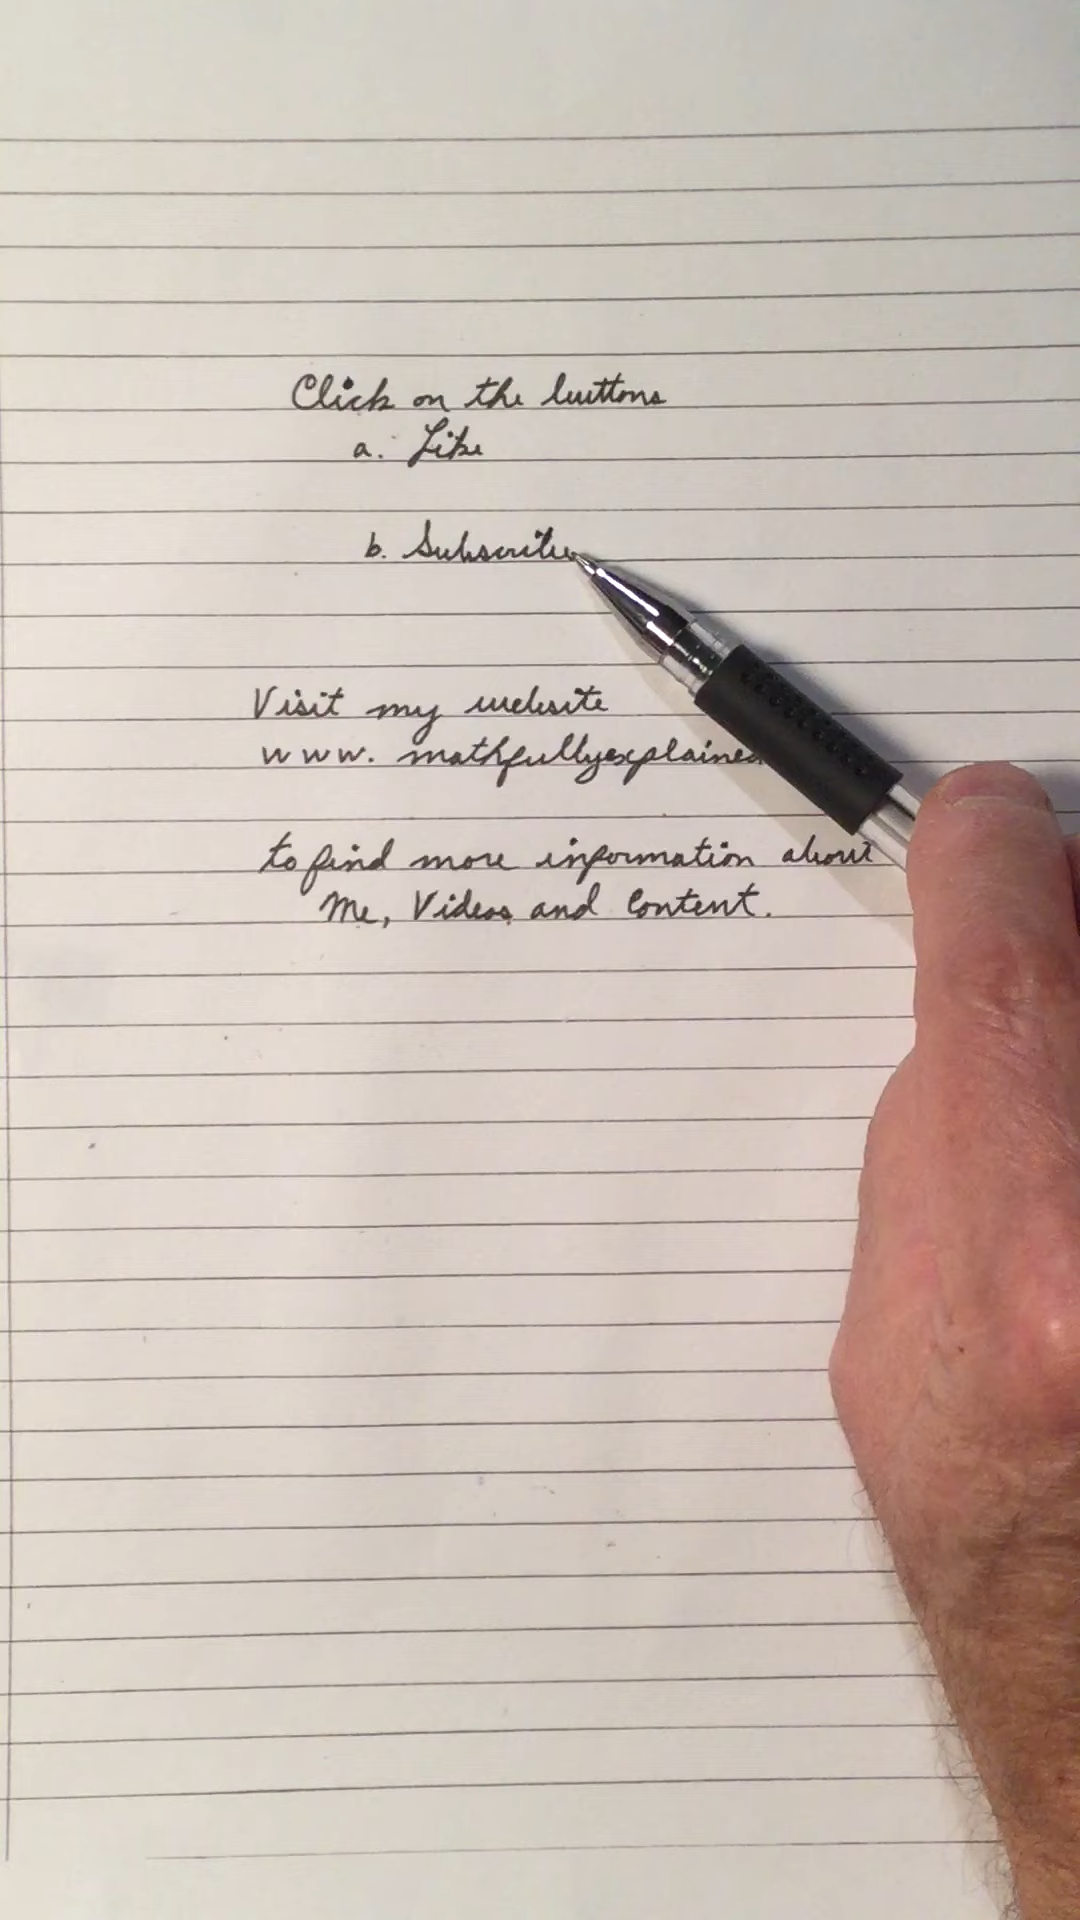 Click on the buttons
a. Like
b. Subscribe
Visit my website
www. mathfullyexplained
to find more information about
Me, Videos and Content.